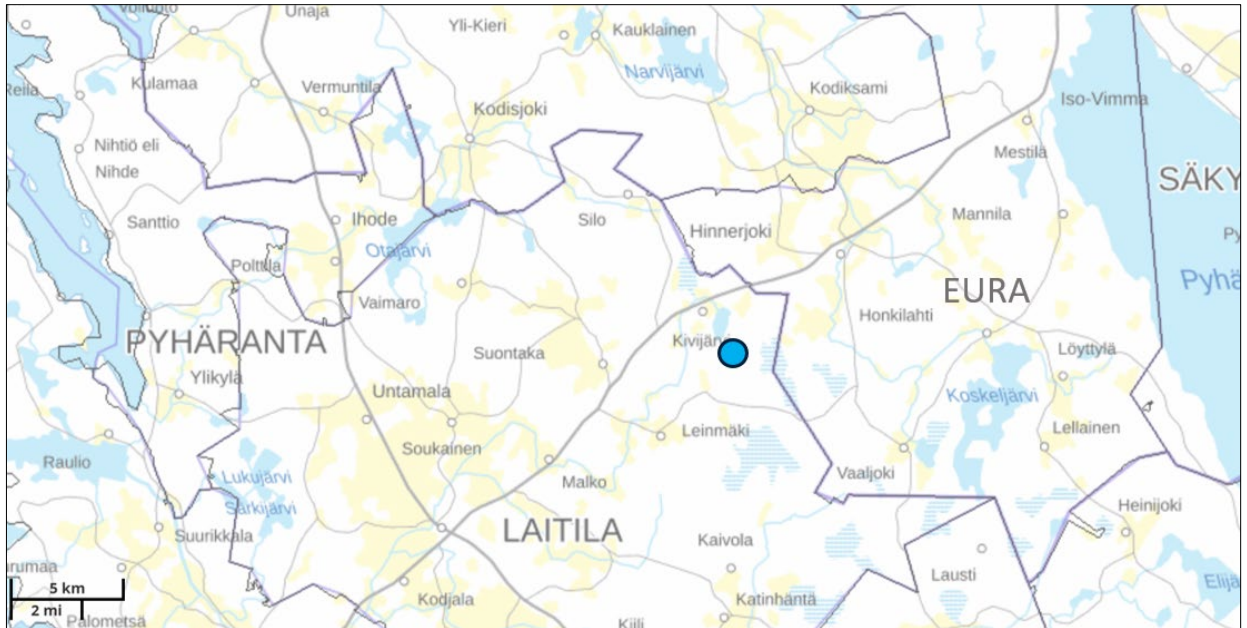 Unaja
Yli-Kieri
Kauklainen
Kulamaa
Vermuntila
Narvijärvi
Kodiksami
Iso-Vimma
Kodisjoki
Nihtiö eli
Nihde
Mestilä
SÄKY
Santtio
Ihode
Silo
Mannila
Hinnerjoki
Otajärvi
Polttila
Pyhä
EURA
Vaimaro
Honkilahti
PYHÄRANTA
Suontaka
Kivijärv
Löyttylä
Ylikylä
Untamala
Koskeljärvi
Leinmäki
Lellainen
Soukainen
Raulio
Lukujärvi
Malko
Vaaljoki
Särkijärvi
Heinijoki
Suurikkala
LAITILA
Kaivola
Lausti
Elijä
5 km
2 mi
Kodjala
Katinhäntä
Palometsä